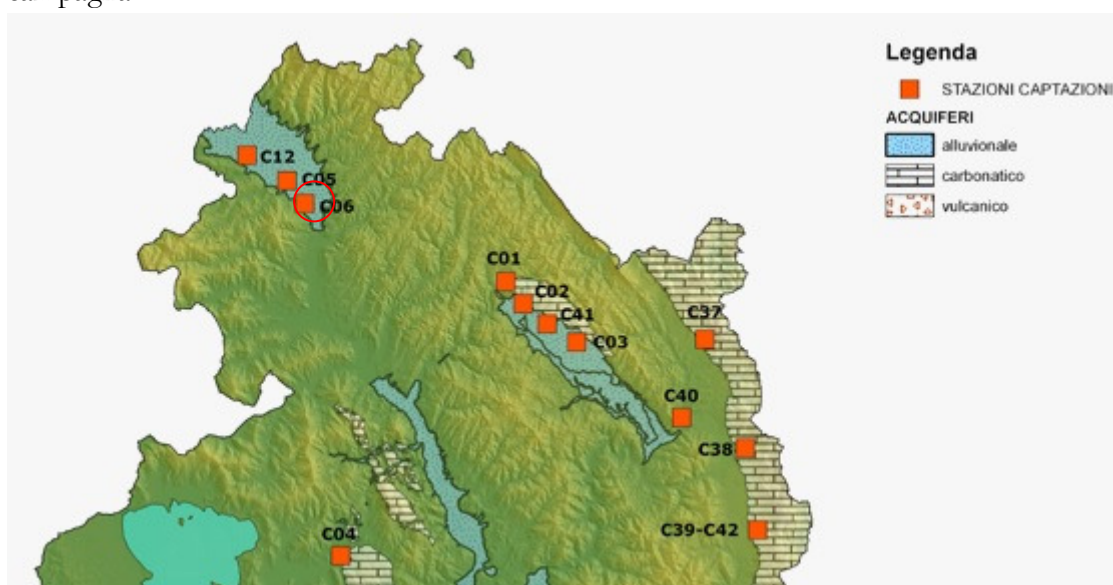 Legenda
STAZIONI CAPTAZIONI
ACQUIFERI
alluvionale
carbonatico
vulcanico
C12
C05
C06
C01
C02
C41
C03
C37
C40
C38
C39-C42
C04